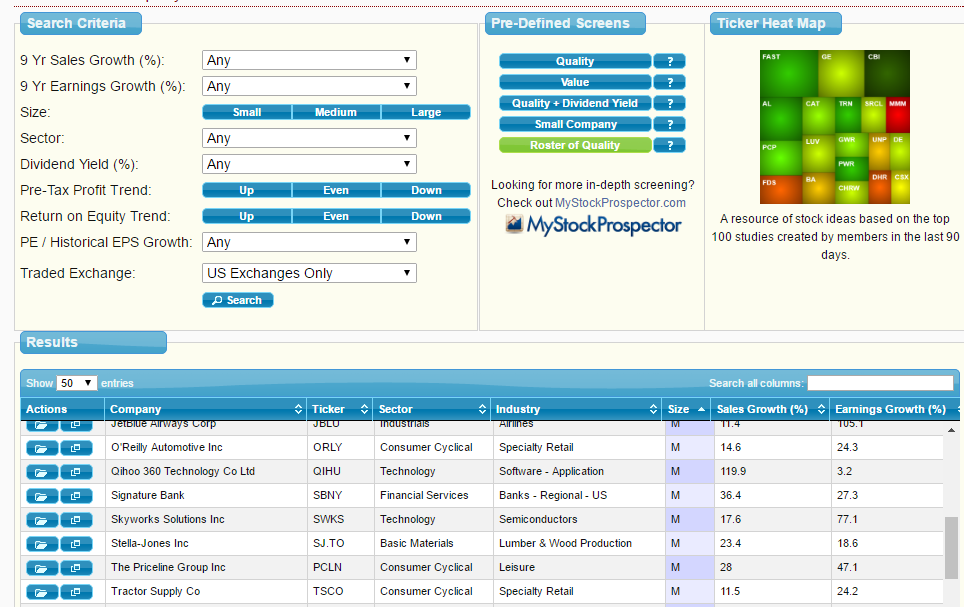 Search Criteria
9 Yr Sales Growth (%): Any
9 Yr Earnings Growth (%): Any
Size: Small Medium Large
Sector: Any
Dividend Yield (%): Any
Pre-Tax Profit Trend: Up Even Down
Return on Equity Trend: Up Even Down
PE / Historical EPS Growth: Any
Traded Exchange: US Exchanges Only
Search
Pre-Defined Screens
Quality ?
Value ?
Quality + Dividend Yield ?
Small Company ?
Roster of Quality ?
Looking for more in-depth screening?
Check out MyStockProspector.com
MyStockProspector
Ticker Heat Map
FAST GE CBI
AL CAT TRN SRCL MMM
PCP LUV GWR UNP DE
PWR
FDS BA CHRW DHR CSX
A resource of stock ideas based on the top
100 studies created by members in the last 90
days.
Results
Show 50 entries Search all columns:
Actions Company Ticker Sector Industry Size Sales Growth (%) Earnings Growth (%)
JetBlue Airways Corp JBLU Industrials Airlines M 11.4 105.1
O'Reilly Automotive Inc ORLY Consumer Cyclical Specialty Retail M 14.6 24.3
Qihoo 360 Technology Co Ltd QIHU Technology Software - Application M 119.9 3.2
Signature Bank SBNY Financial Services Banks - Regional - US M 36.4 27.3
Skyworks Solutions Inc SWKS Technology Semiconductors M 17.6 77.1
Stella-Jones Inc SJ.TO Basic Materials Lumber & Wood Production M 23.4 18.6
The Priceline Group Inc PCLN Consumer Cyclical Leisure M 28 47.1
Tractor Supply Co TSCO Consumer Cyclical Specialty Retail M 11.5 24.2